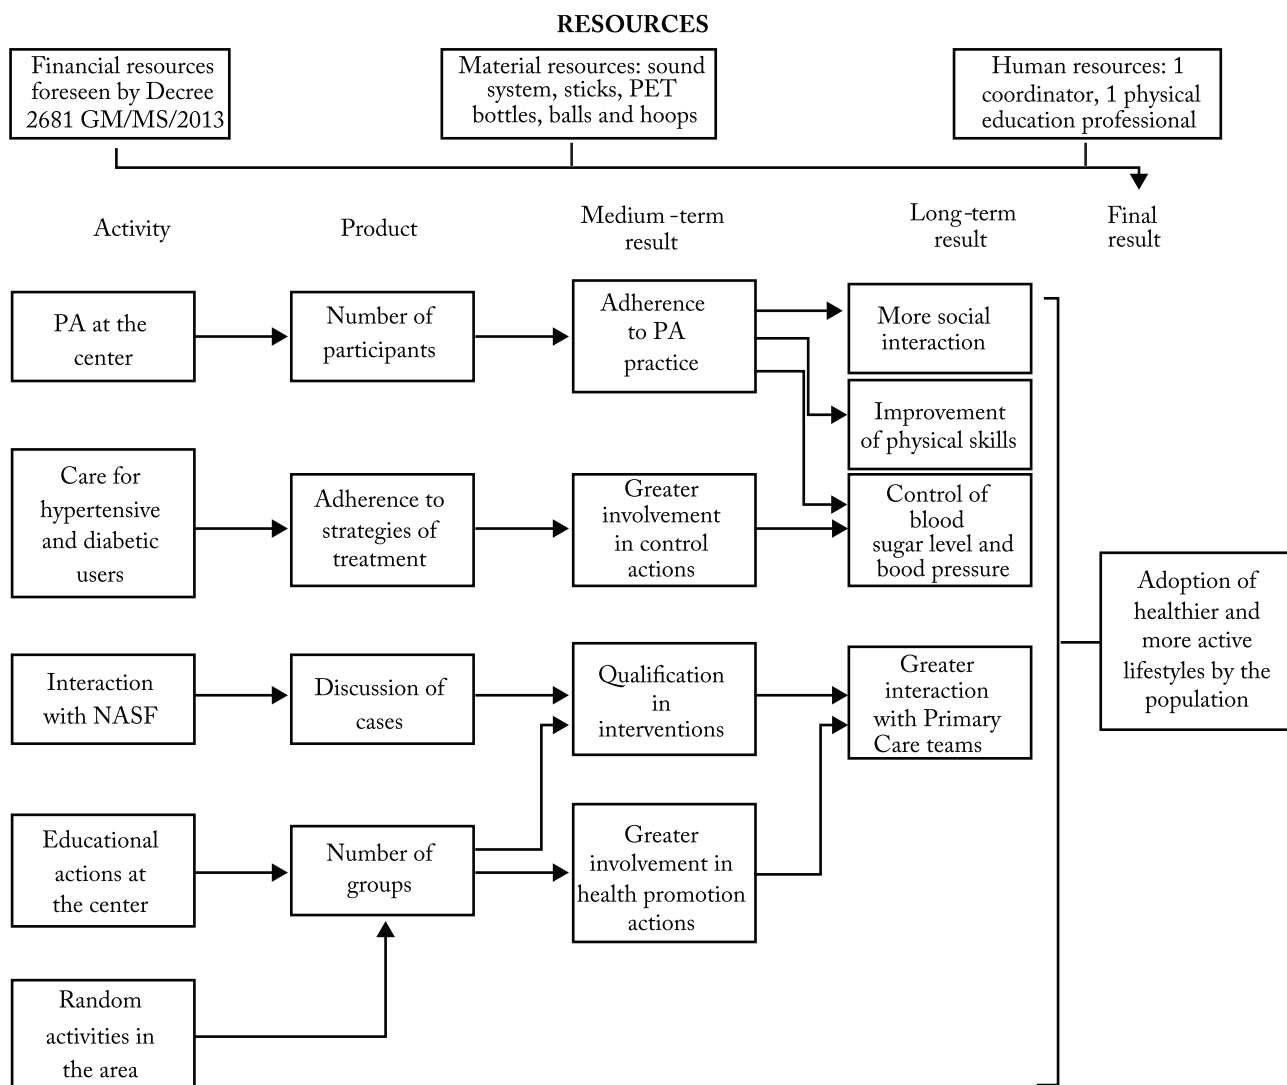 RESOURCES
Financial resources
foreseen by Decree
2681 GM/MS/2013
Material resources: sound
system, sticks, PET
bottles, balls and hoops
Human resources: 1
coordinator, 1 physical
education professional
Activity
Product
Medium -term
result
Long-term
result
Final
result
PA at the
center
Number of
participants
Adherence
to PA
practice
More social
interaction
Improvement
of physical skills
Care for
hypertensive
and diabetic
users
Adherence to
strategies of
treatment
Greater
involvement
in control
actions
Control of
blood
sugar level and
bood pressure
Adoption of
healthier and
more active
lifestyles by the
population
Interaction
with NASF
Discussion of
cases
Qualification
in
interventions
Greater
interaction
with Primary
Care teams
Educational
actions at
the center
Number of
groups
Greater
involvement in
health promotion
actions
Random
activities in
the area